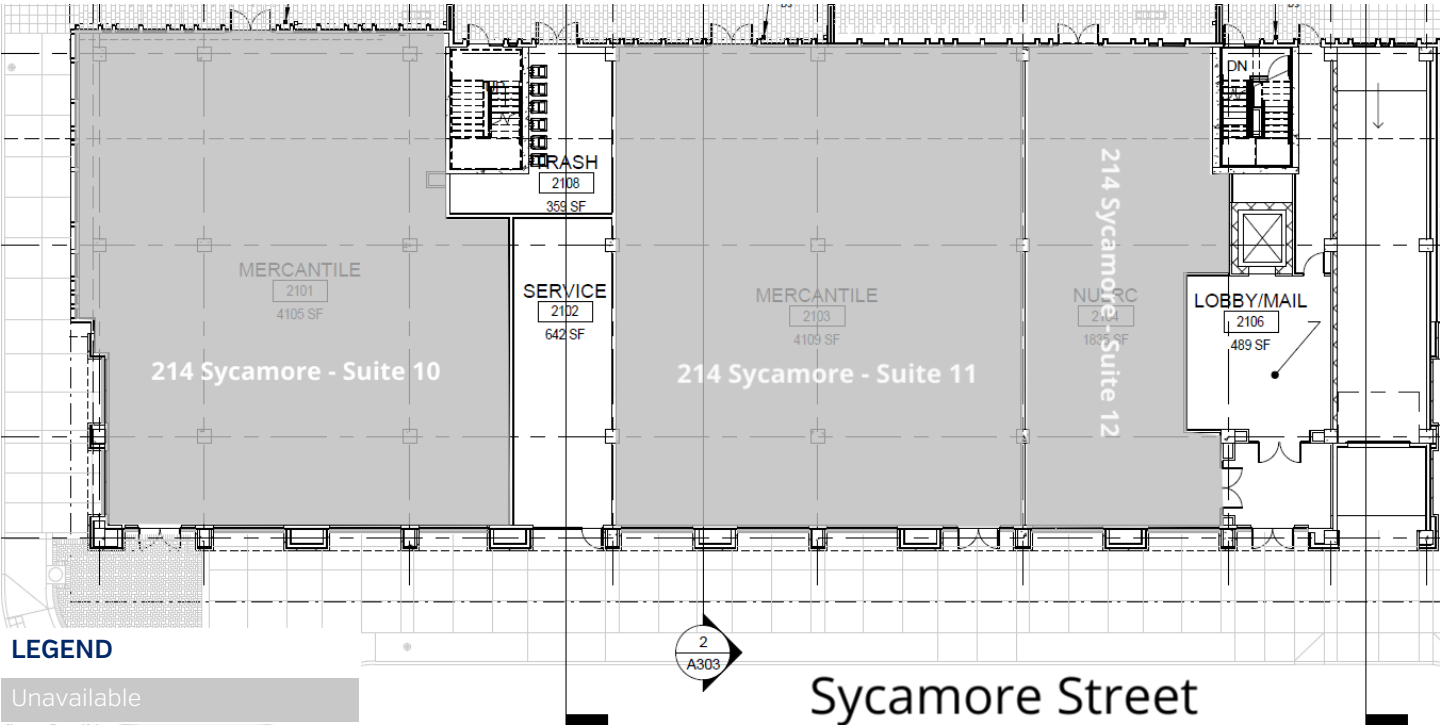 DN
TRASH
2108
359 SF
MERCANTILE
2101
4105 SF
SERVICE
2102
642 SF
MERCANTILE
2103
4109 SF
LOBBY/MAIL
2106
489 SF
214 Sycamore - Suite 10
214 Sycamore - Suite 11
214 Sycamore - Suite 12
2
A303
LEGEND
Unavailable
Sycamore Street